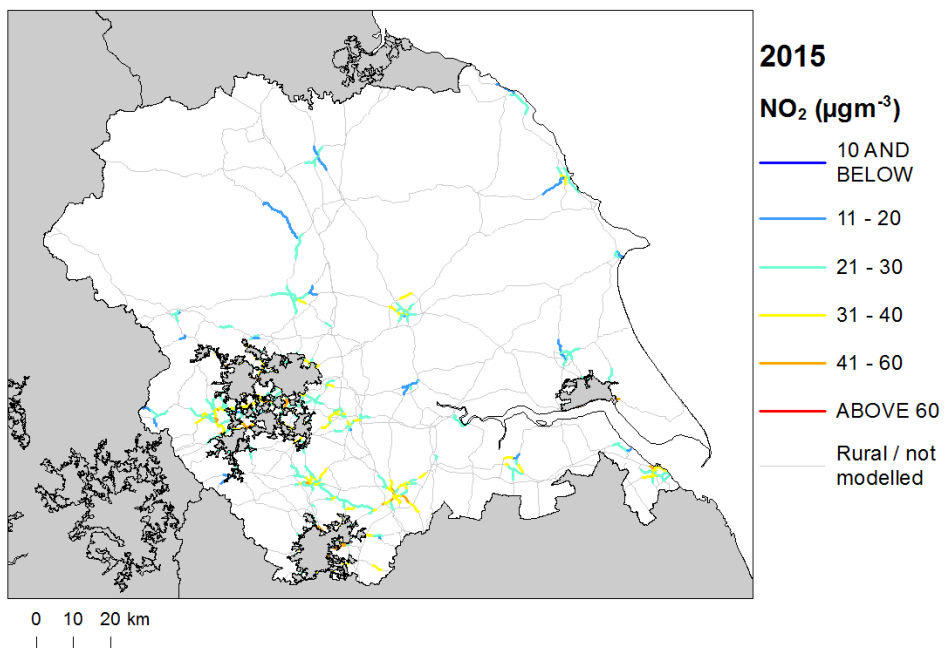 2015
NO₂ (µgm⁻³)
10 AND
BELOW
11 - 20
21 - 30
31 - 40
41 - 60
ABOVE 60
Rural / not
modelled
0 10 20 km